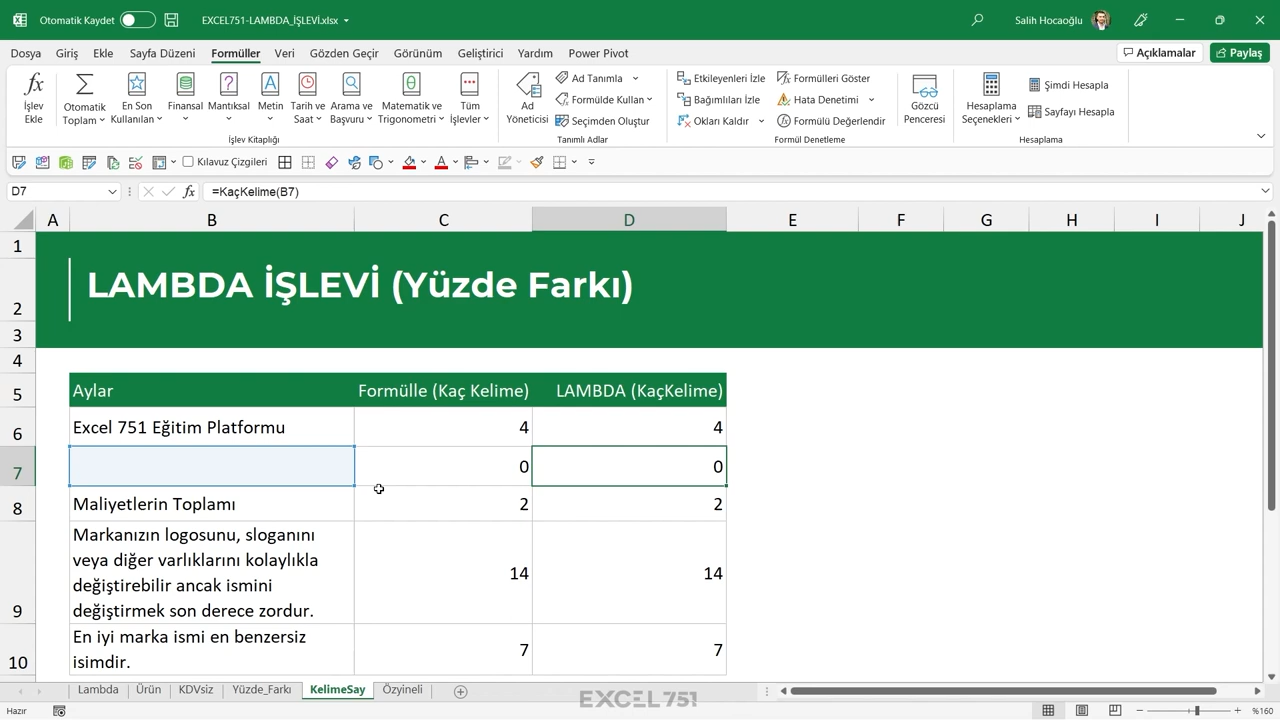 Otomatik Kaydet
EXCEL751-LAMBDA_İŞLEVİ.xlsx
Salih Hocaoğlu
Dosya Giriş Ekle Sayfa Düzeni Formüller Veri Gözden Geçir Görünüm Geliştirici Yardım Power Pivot
Açıklamalar
Paylaş
İşlev
Ekle
Otomatik
Toplam
En Son
Kullanılan
Finansal
Mantıksal
Metin
Tarih ve
Saat
Arama ve
Başvuru
Matematik ve
Trigonometri
Tüm
İşlevler
İşlev Kitaplığı
Ad
Yöneticisi
Ad Tanımla
Formülde Kullan
Seçimden Oluştur
Tanımlı Adlar
Etkileyenleri İzle
Bağımlıları İzle
Okları Kaldır
Formülleri Göster
Hata Denetimi
Formülü Değerlendir
Formül Denetleme
Gözcü
Penceresi
Hesaplama
Seçenekleri
Şimdi Hesapla
Sayfayı Hesapla
Hesaplama
Kılavuz Çizgileri
D7
fx
=KaçKelime(B7)
A B C D E F G H I J
1
2 LAMBDA İŞLEVİ (Yüzde Farkı)
3
4
5 Aylar Formülle (Kaç Kelime) LAMBDA (KaçKelime)
6 Excel 751 Eğitim Platformu 4 4
7 0 0
8 Maliyetlerin Toplamı 2 2
Markanızın logosunu, sloganını
veya diğer varlıklarını kolaylıkla
değiştirebilir ancak ismini
değiştirmek son derece zordur.
9 14 14
En iyi marka ismi en benzersiz
isimdir.
10 7 7
Lambda Ürün KDVsiz Yüzde_Farkı KelimeSay Özyineli
EXCEL 751
Hazır
%160